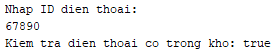 Nhap ID dien thoai:
67890
Kiem tra dien thoai co trong kho: true